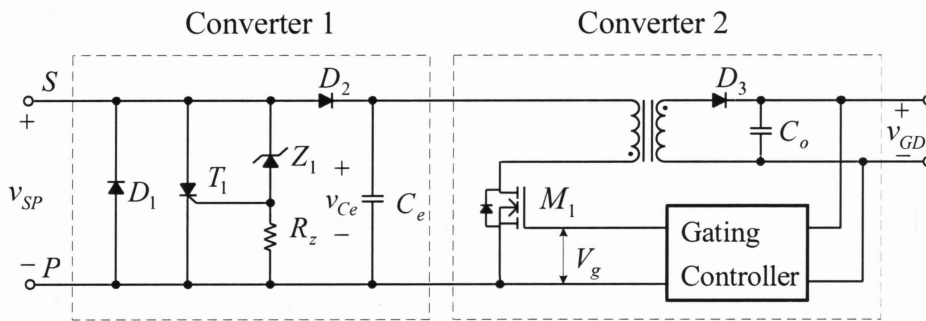 Converter 1
Converter 2
S
+
v_SP
− P
D_1
T_1
Z_1
R_z
D_2
+
v_Ce
−
C_e
M_1
V_g
D_3
C_o
+
v_GD
−
Gating
Controller